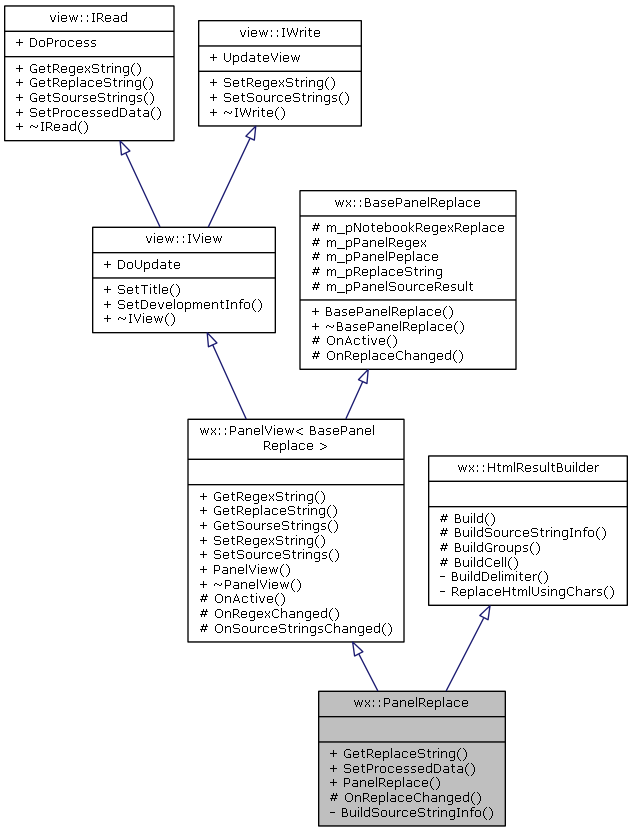 view::IRead
+ DoProcess
+ GetRegexString()
+ GetReplaceString()
+ GetSourseStrings()
+ SetProcessedData()
+ ~IRead()
view::IWrite
+ UpdateView
+ SetRegexString()
+ SetSourceStrings()
+ ~IWrite()
view::IView
+ DoUpdate
+ SetTitle()
+ SetDevelopmentInfo()
+ ~IView()
wx::BasePanelReplace
# m_pNotebookRegexReplace
# m_pPanelRegex
# m_pPanelPeplace
# m_pReplaceString
# m_pPanelSourceResult
+ BasePanelReplace()
+ ~BasePanelReplace()
# OnActive()
# OnReplaceChanged()
wx::PanelView< BasePanel
Replace >
+ GetRegexString()
+ GetReplaceString()
+ GetSourseStrings()
+ SetRegexString()
+ SetSourceStrings()
+ PanelView()
+ ~PanelView()
# OnActive()
# OnRegexChanged()
# OnSourceStringsChanged()
wx::HtmlResultBuilder
# Build()
# BuildSourceStringInfo()
# BuildGroups()
# BuildCell()
- BuildDelimiter()
- ReplaceHtmlUsingChars()
wx::PanelReplace
+ GetReplaceString()
+ SetProcessedData()
+ PanelReplace()
# OnReplaceChanged()
- BuildSourceStringInfo()